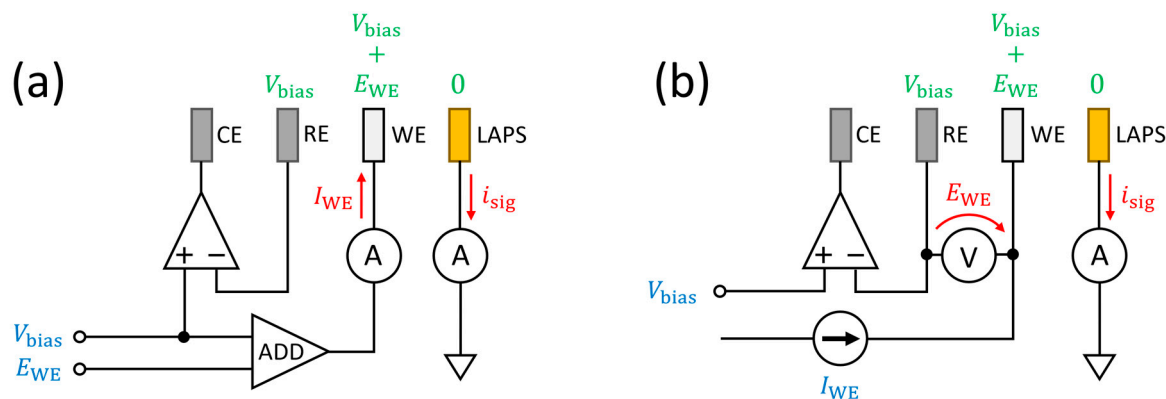 (a)
V_bias
+
V_bias E_WE 0
CE RE WE LAPS
I_WE i_sig
+ − A A
V_bias
E_WE ADD
(b)
V_bias
+
V_bias E_WE 0
CE RE WE LAPS
E_WE i_sig
+ − V A
V_bias
I_WE